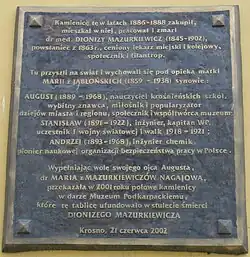 Kamienicę tę w latach 1886-1888 zakupił,
mieszkał w niej, pracował i zmarł
dr med. DIONIZY MAZURKIEWICZ (1845-1902),
powstaniec z 1863 r., ceniony lekarz miejski i kolejowy,
społecznik i filantrop.
Tu przyszli na świat i wychowali się pod opieką matki
MARII z JABŁOŃSKICH (1859 - 1938) synowie:
AUGUST (1889 - 1968), nauczyciel krośnieńskich szkół,
wybitny znawca, miłośnik i popularyzator
dziejów miasta i regionu, społecznik i współtwórca muzeum
STANISŁAW (1891-1922), inżynier, kapitan WP,
uczestnik I wojny światowej i walk 1918 - 1921;
ANDRZEJ (1893-1968), inżynier chemik,
pionier naukowej organizacji bezpieczeństwa pracy w Polsce.
Wypełniając wolę swojego ojca Augusta,
dr MARIA z MAZURKIEWICZÓW NAGAJOWA,
przekazała w 2001 roku połowę kamienicy
w darze Muzeum Podkarpackiemu,
które tę tablicę ufundowało w stulecie śmierci
DIONIZEGO MAZURKIEWICZA
Krosno, 21 czerwca 2002